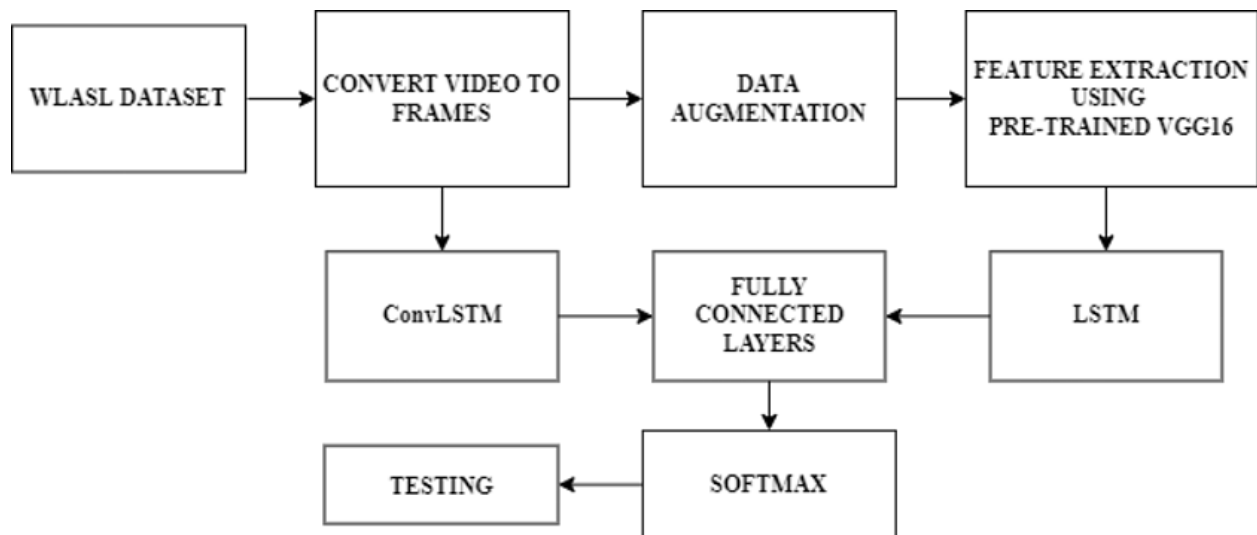 WLASL DATASET
CONVERT VIDEO TO
FRAMES
DATA
AUGMENTATION
FEATURE EXTRACTION
USING
PRE-TRAINED VGG16
ConvLSTM
FULLY
CONNECTED
LAYERS
LSTM
TESTING
SOFTMAX